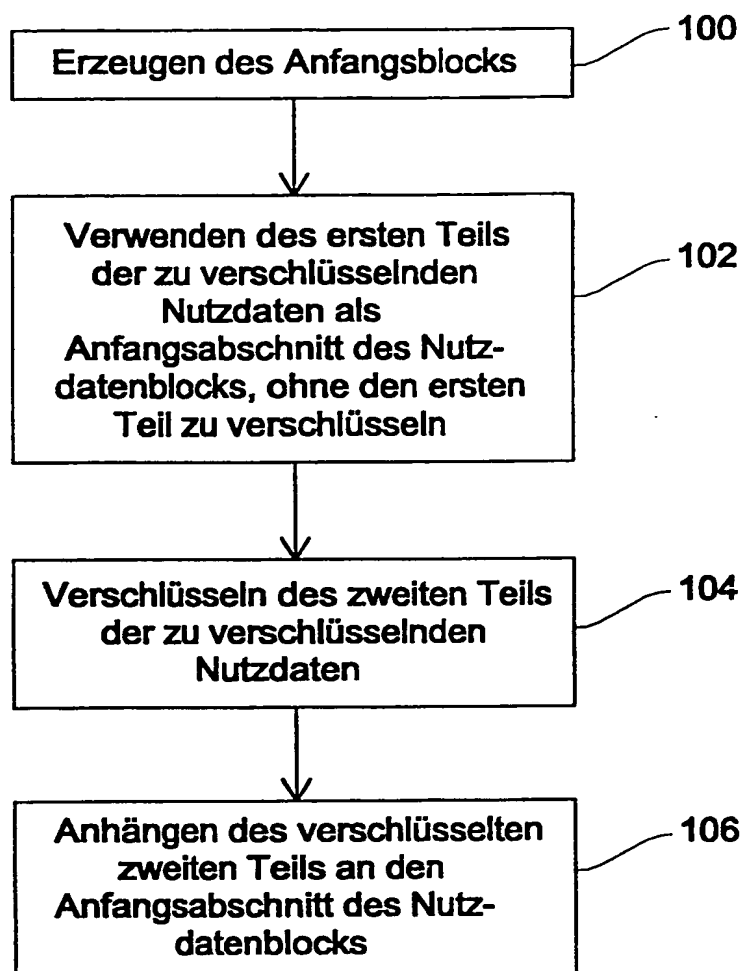 100
Erzeugen des Anfangsblocks
Verwenden des ersten Teils
der zu verschlüsselnden
Nutzdaten als
Anfangsabschnitt des Nutz-
datenblocks, ohne den ersten
Teil zu verschlüsseln
102
Verschlüsseln des zweiten Teils
der zu verschlüsselnden
Nutzdaten
104
Anhängen des verschlüsselten
zweiten Teils an den
Anfangsabschnitt des Nutz-
datenblocks
106